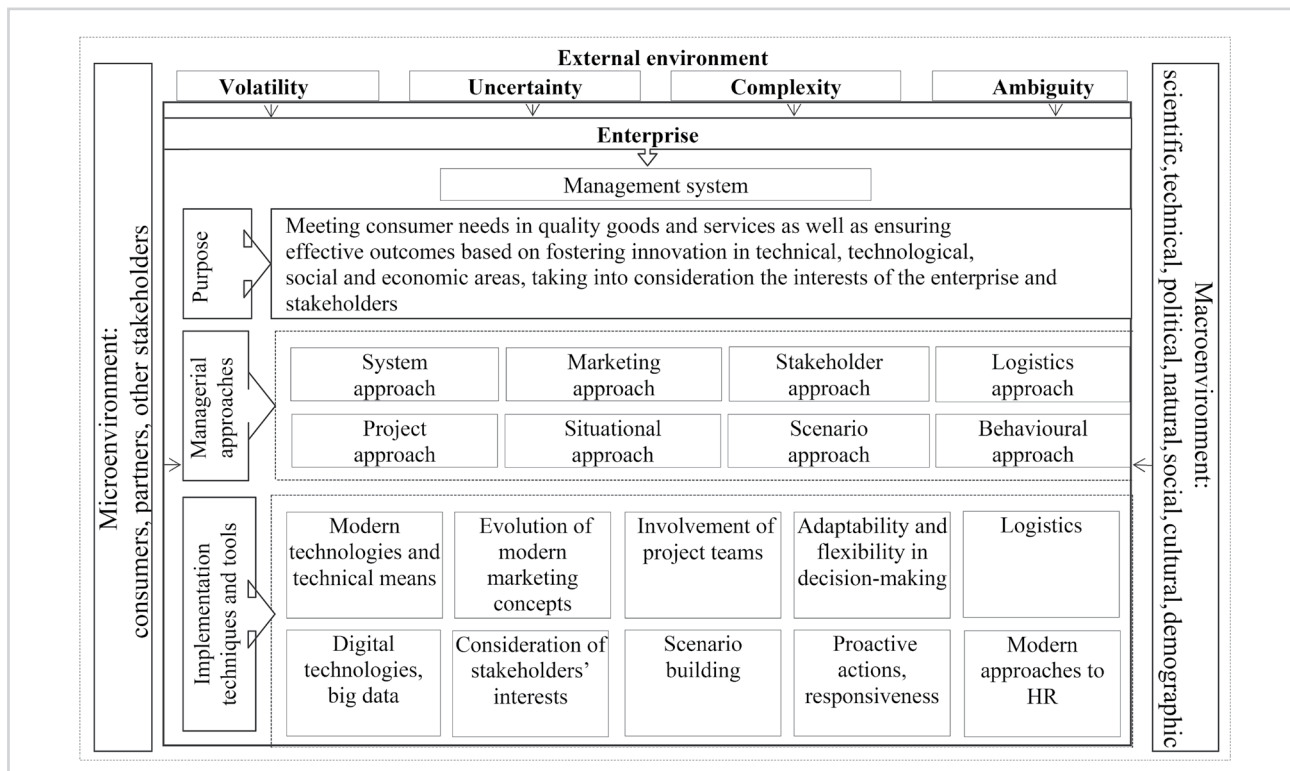 External environment
Volatility
Uncertainty
Complexity
Ambiguity
Enterprise
Management system
Microenvironment:
consumers, partners, other stakeholders
Purpose
Meeting consumer needs in quality goods and services as well as ensuring
effective outcomes based on fostering innovation in technical, technological,
social and economic areas, taking into consideration the interests of the enterprise and
stakeholders
Managerial
approaches
System
approach
Marketing
approach
Stakeholder
approach
Logistics
approach
Project
approach
Situational
approach
Scenario
approach
Behavioural
approach
Implementation
techniques and tools
Modern
technologies and
technical means
Evolution of
modern
marketing
concepts
Involvement of
project teams
Adaptability and
flexibility in
decision-making
Logistics
Digital
technologies,
big data
Consideration of
stakeholders’
interests
Scenario
building
Proactive
actions,
responsiveness
Modern
approaches to
HR
Macroenvironment:
scientific, technical, political, natural, social, cultural, demographic